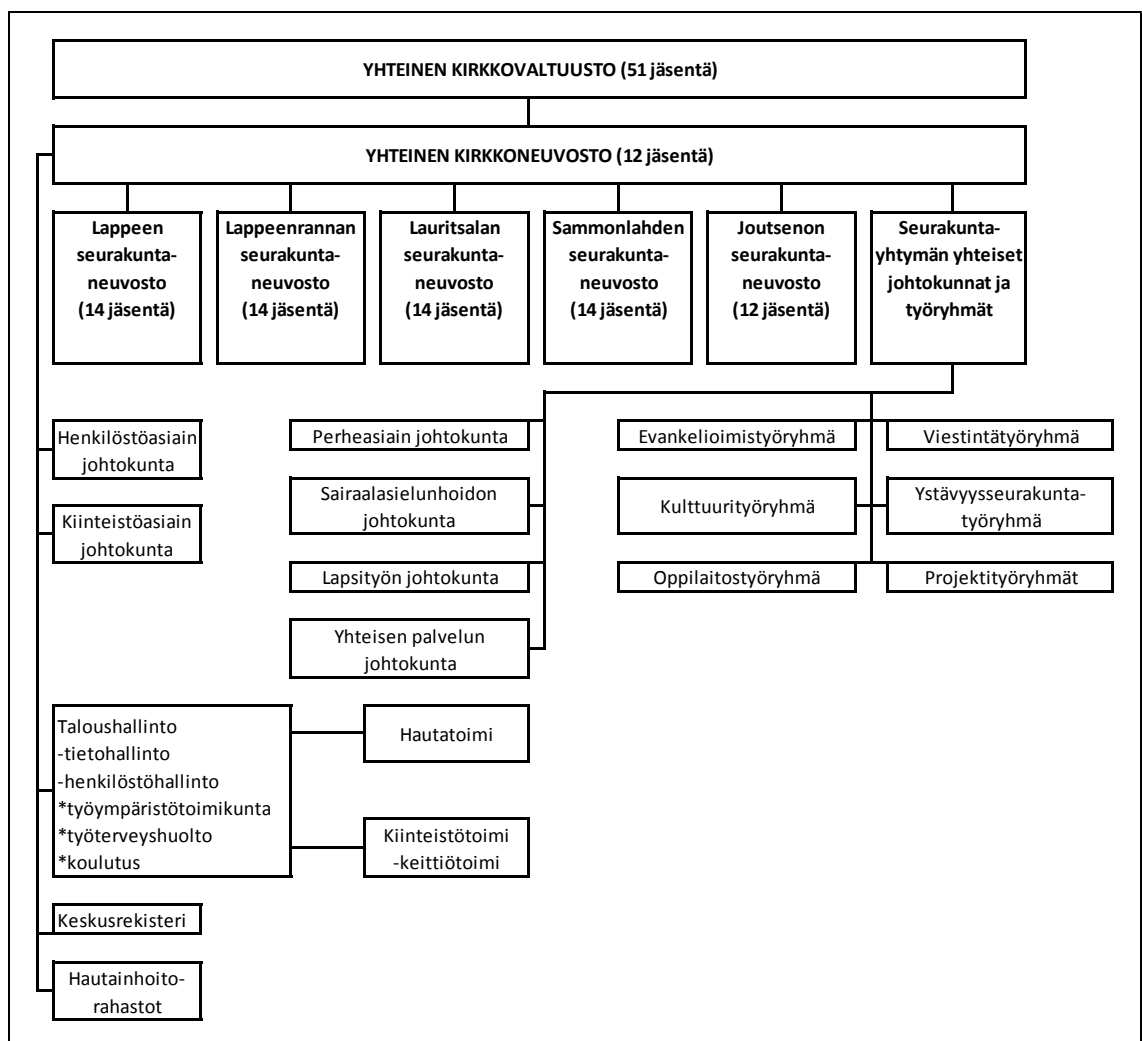 YHTEINEN KIRKKOVALTUUSTO (51 jäsentä)
YHTEINEN KIRKKONEUVOSTO (12 jäsentä)
Lappeen
seurakunta-
neuvosto
(14 jäsentä)
Lappeenrannan
seurakunta-
neuvosto
(14 jäsentä)
Lauritsalan
seurakunta-
neuvosto
(14 jäsentä)
Sammonlahden
seurakunta-
neuvosto
(14 jäsentä)
Joutsenon
seurakunta-
neuvosto
(12 jäsentä)
Seurakunta-
yhtymän yhteiset
johtokunnat ja
työryhmät
Henkilöstöasiain
johtokunta
Kiinteistöasiain
johtokunta
Perheasiain johtokunta
Sairaalasielunhoidon
johtokunta
Lapsityön johtokunta
Yhteisen palvelun
johtokunta
Evankelioimistyöryhmä
Kulttuurityöryhmä
Oppilaitostyöryhmä
Viestintätyöryhmä
Ystävyysseurakunta-
työryhmä
Projektityöryhmät
Taloushallinto
-tietohallinto
-henkilöstöhallinto
*työympäristötoimikunta
*työterveyshuolto
*koulutus
Hautatoimi
Kiinteistötoimi
-keittiötoimi
Keskusrekisteri
Hautainhoito-
rahastot